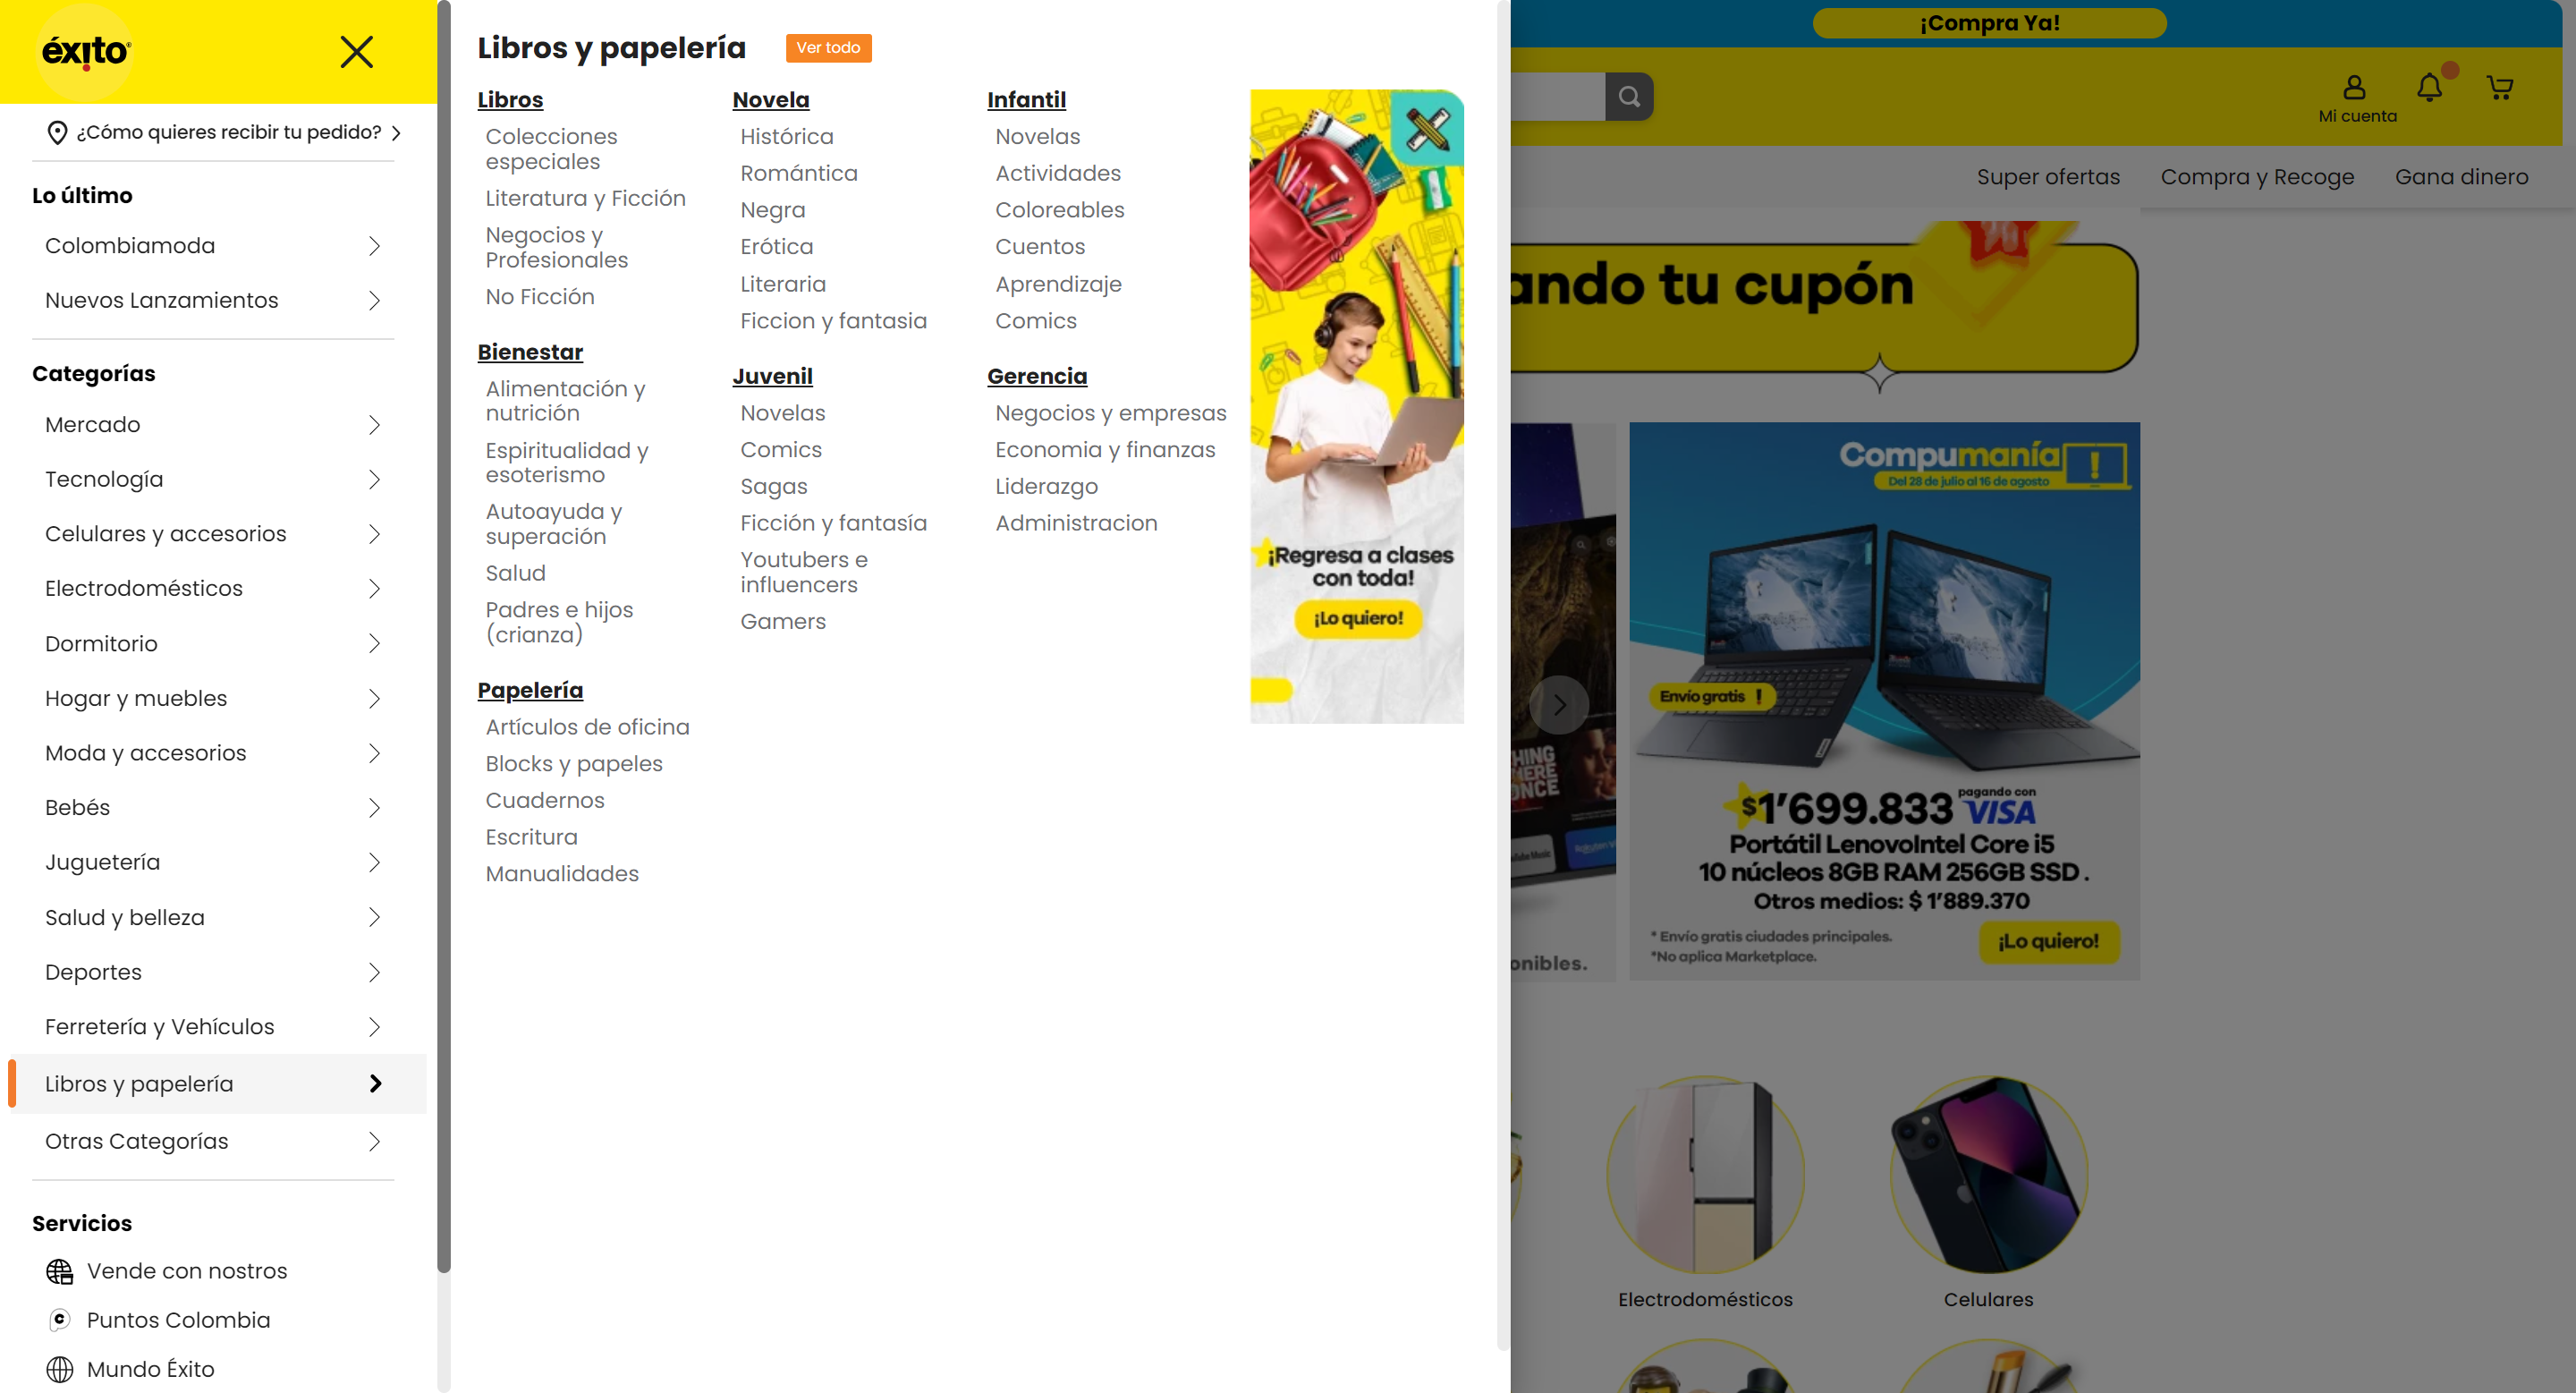 éxito
¿Cómo quieres recibir tu pedido?
Lo último
Colombiamoda
Nuevos Lanzamientos
Categorías
Mercado
Tecnología
Celulares y accesorios
Electrodomésticos
Dormitorio
Hogar y muebles
Moda y accesorios
Bebés
Juguetería
Salud y belleza
Deportes
Ferretería y Vehículos
Libros y papelería
Otras Categorías
Servicios
Vende con nostros
Puntos Colombia
Mundo Éxito
Libros y papelería
Ver todo
Libros
Colecciones
especiales
Literatura y Ficción
Negocios y
Profesionales
No Ficción
Bienestar
Alimentación y
nutrición
Espiritualidad y
esoterismo
Autoayuda y
superación
Salud
Padres e hijos
(crianza)
Papelería
Artículos de oficina
Blocks y papeles
Cuadernos
Escritura
Manualidades
Novela
Histórica
Romántica
Negra
Erótica
Literaria
Ficcion y fantasia
Juvenil
Novelas
Comics
Sagas
Ficción y fantasía
Youtubers e
influencers
Gamers
Infantil
Novelas
Actividades
Coloreables
Cuentos
Aprendizaje
Comics
Gerencia
Negocios y empresas
Economia y finanzas
Liderazgo
Administracion
¡Regresa a clases
con toda!
¡Lo quiero!
¡Compra Ya!
Mi cuenta
Super ofertas
Compra y Recoge
Gana dinero
ando tu cupón
HING
ERE
ONCE
onibles.
Compumanía
Del 28 de julio al 16 de agosto
Envío gratis
$1'699.833 pagando con VISA
Portátil LenovoIntel Core i5
10 núcleos 8GB RAM 256GB SSD .
Otros medios: $ 1'889.370
* Envío gratis ciudades principales.
*No aplica Marketplace.
¡Lo quiero!
Electrodomésticos
Celulares